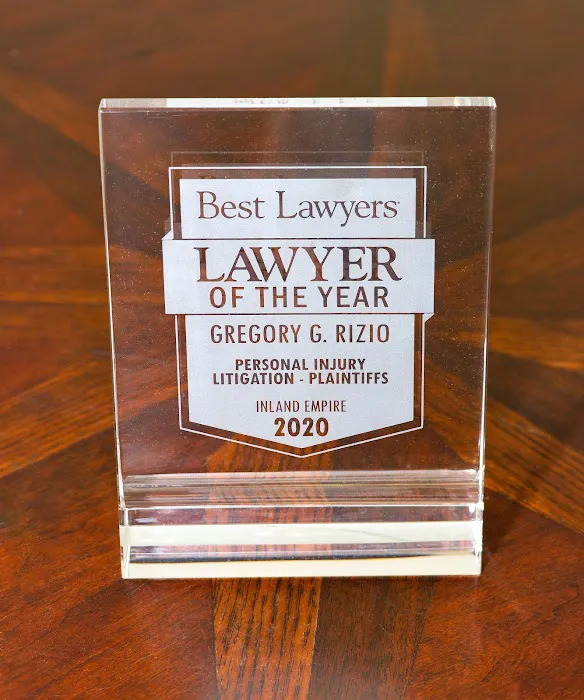 Best Lawyers
LAWYER
OF THE YEAR
GREGORY G. RIZIO
PERSONAL INJURY
LITIGATION - PLAINTIFFS
INLAND EMPIRE
2020